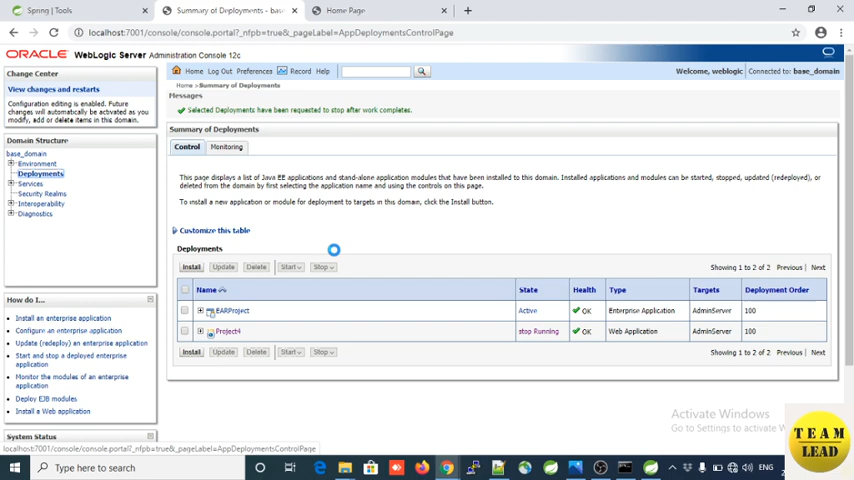 Spring | Tools
Summary of Deployments - bas
Home Page
localhost:7001/console/console.portal?_nfpb=true&_pageLabel=AppDeploymentsControlPage
ORACLE WebLogic Server Administration Console 12c
Change Center
View changes and restarts
Configuration editing is enabled. Future
changes will automatically be activated as you
modify, add or delete items in this domain.
Domain Structure
base_domain
Environment
Deployments
Services
Security Realms
Interoperability
Diagnostics
How do I...
Install an enterprise application
Configure an enterprise application
Update (redeploy) an enterprise application
Start and stop a deployed enterprise
application
Monitor the modules of an enterprise
application
Deploy EJB modules
Install a Web application
System Status
Home Log Out Preferences Record Help
Welcome, weblogic Connected to: base_domain
Home >Summary of Deployments
Messages
Selected Deployments have been requested to stop after work completes.
Summary of Deployments
Control Monitoring
This page displays a list of Java EE applications and stand-alone application modules that have been installed to this domain. Installed applications and modules can be started, stopped, updated (redeployed), or
deleted from the domain by first selecting the application name and using the controls on this page.
To install a new application or module for deployment to targets in this domain, click the Install button.
Customize this table
Deployments
Install Update Delete Start Stop Showing 1 to 2 of 2 Previous | Next
Name State Health Type Targets Deployment Order
EARProject Active OK Enterprise Application AdminServer 100
Project4 stop Running OK Web Application AdminServer 100
Install Update Delete Start Stop Showing 1 to 2 of 2 Previous | Next
Activate Windows
Go to Settings to activate W
TEAM
LEAD
localhost:7001/console/console.portal?_nfpb=true&_pageLabel=AppDeploymentsControlPage
Type here to search
ENG